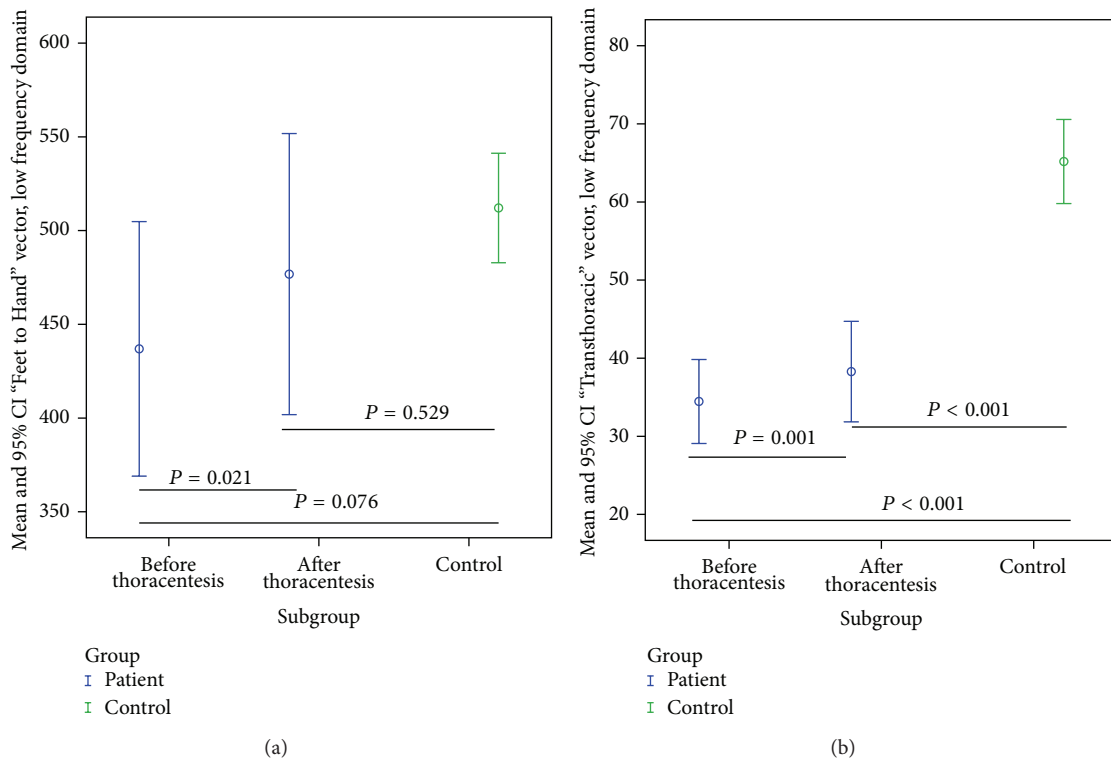 Mean and 95% CI “Feet to Hand” vector, low frequency domain
600
550
500
450
400
350
P = 0.529
P = 0.021
P = 0.076
Before
thoracentesis
After
thoracentesis
Control
Subgroup
Group
Patient
Control
(a)
Mean and 95% CI “Transthoracic” vector, low frequency domain
80
70
60
50
40
30
20
P < 0.001
P = 0.001
P < 0.001
Before
thoracentesis
After
thoracentesis
Control
Subgroup
Group
Patient
Control
(b)